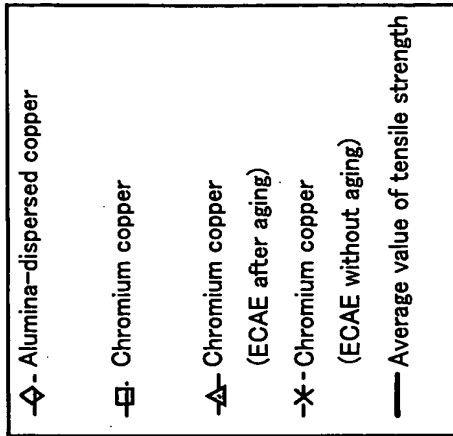 Alumina-dispersed copper
Chromium copper
Chromium copper
(ECAE after aging)
Chromium copper
(ECAE without aging)
Average value of tensile strength